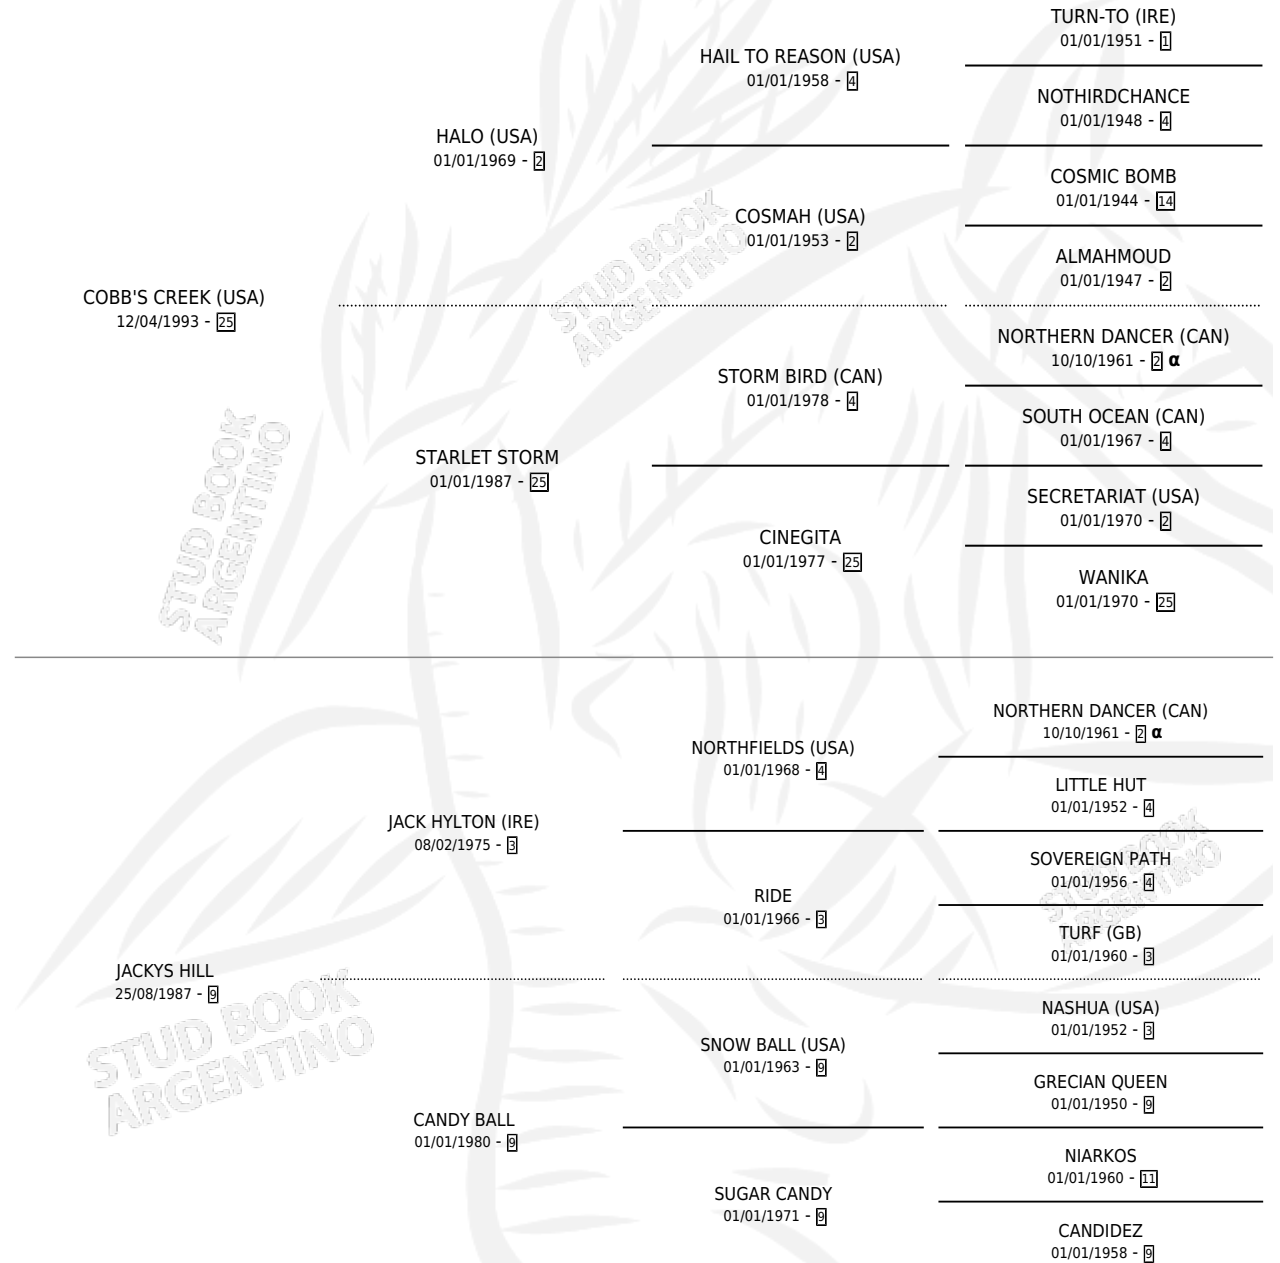 TURN-TO (IRE)
01/01/1951 - 1
HAIL TO REASON (USA)
01/01/1958 - 4
NOTHIRDCHANCE
01/01/1948 - 4
HALO (USA)
01/01/1969 - 2
COSMIC BOMB
01/01/1944 - 14
COSMAH (USA)
01/01/1953 - 2
ALMAHMOUD
01/01/1947 - 2
COBB'S CREEK (USA)
12/04/1993 - 25
NORTHERN DANCER (CAN)
10/10/1961 - 2 α
STORM BIRD (CAN)
01/01/1978 - 4
SOUTH OCEAN (CAN)
01/01/1967 - 4
STARLET STORM
01/01/1987 - 25
SECRETARIAT (USA)
01/01/1970 - 2
CINEGITA
01/01/1977 - 25
WANIKA
01/01/1970 - 25
NORTHERN DANCER (CAN)
10/10/1961 - 2 α
NORTHFIELDS (USA)
01/01/1968 - 4
LITTLE HUT
01/01/1952 - 4
JACK HYLTON (IRE)
08/02/1975 - 3
SOVEREIGN PATH
01/01/1956 - 4
RIDE
01/01/1966 - 3
TURF (GB)
01/01/1960 - 3
JACKYS HILL
25/08/1987 - 9
NASHUA (USA)
01/01/1952 - 3
SNOW BALL (USA)
01/01/1963 - 9
GRECIAN QUEEN
01/01/1950 - 9
CANDY BALL
01/01/1980 - 9
NIARKOS
01/01/1960 - 11
SUGAR CANDY
01/01/1971 - 9
CANDIDEZ
01/01/1958 - 9
STUD BOOK
ARGENTINO
STUD BOOK
ARGENTINO
STUD BOOK
ARGENTINO
STUD BOOK
ARGENTINO